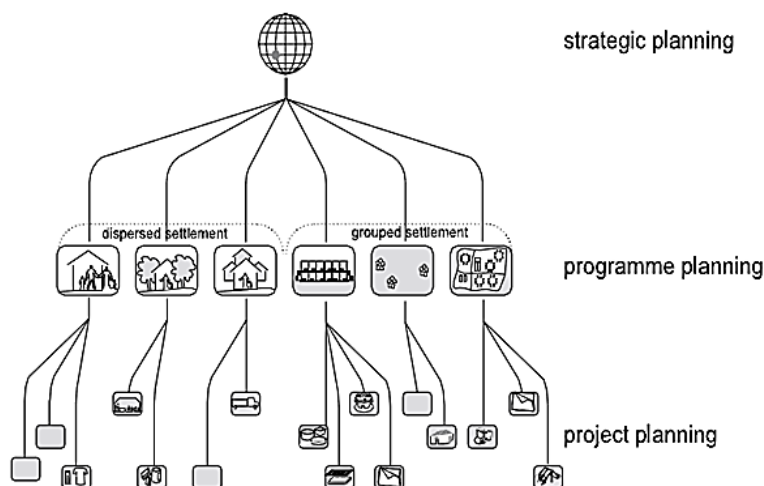 strategic planning
dispersed settlement
grouped settlement
programme planning
project planning